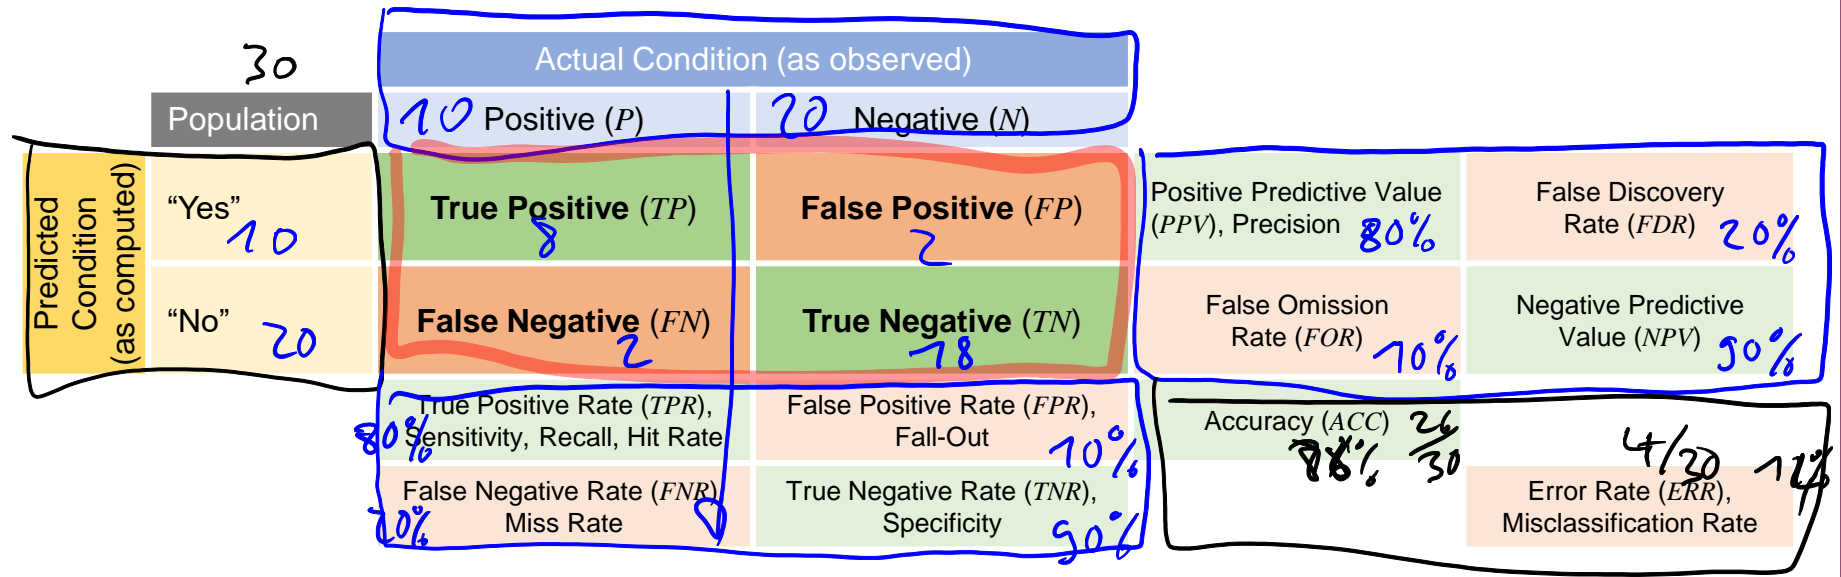 30
Actual Condition (as observed)
Population
10 Positive (P)
20 Negative (N)
Predicted
Condition
(as computed)
"Yes"
10
True Positive (TP)
8
False Positive (FP)
2
Positive Predictive Value
(PPV), Precision 80%
False Discovery
Rate (FDR) 20%
"No"
20
False Negative (FN)
2
True Negative (TN)
18
False Omission
Rate (FOR) 10%
Negative Predictive
Value (NPV) 90%
True Positive Rate (TPR),
80% Sensitivity, Recall, Hit Rate
False Positive Rate (FPR),
Fall-Out 10%
Accuracy (ACC) 26/30
4/30
False Negative Rate (FNR),
20% Miss Rate
True Negative Rate (TNR),
Specificity 90%
Error Rate (ERR),
Misclassification Rate